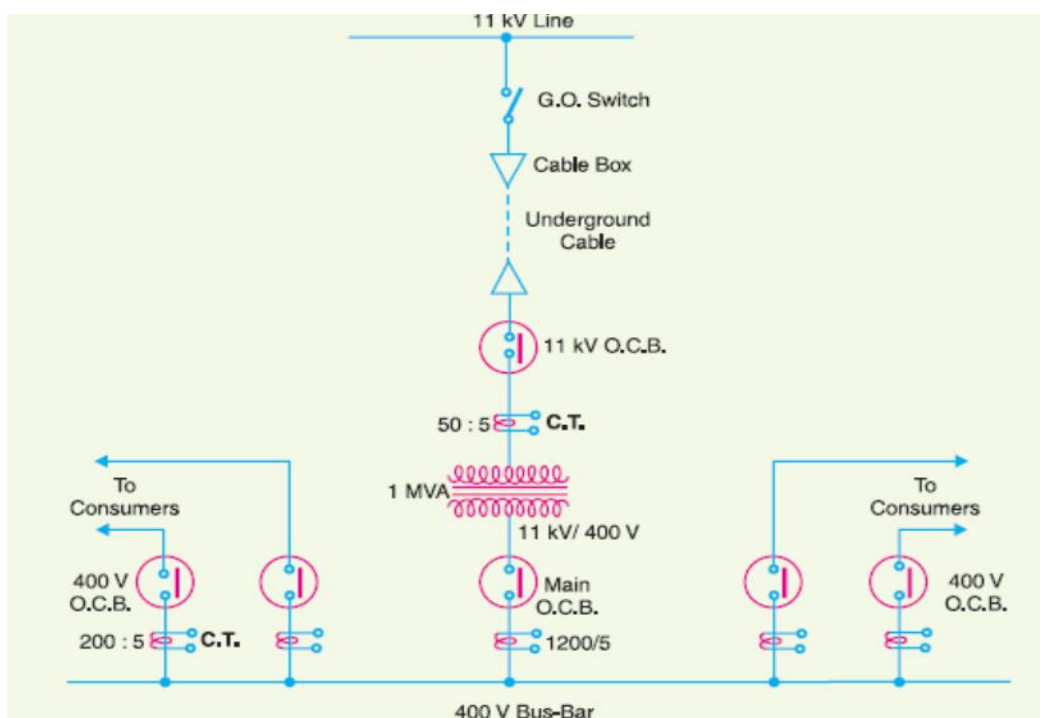 11 kV Line
G.O. Switch
Cable Box
Underground
Cable
11 kV O.C.B.
50 : 5
C.T.
1 MVA
11 kV/ 400 V
To
Consumers
To
Consumers
400 V
O.C.B.
Main
O.C.B.
400 V
O.C.B.
200 : 5
C.T.
1200/5
400 V Bus-Bar